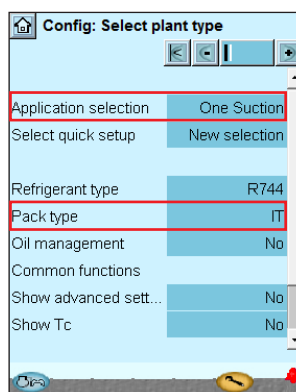 Config: Select plant type
Application selection One Suction
Select quick setup New selection
Refrigerant type R744
Pack type IT
Oil management No
Common functions
Show advanced sett... No
Show Tc No